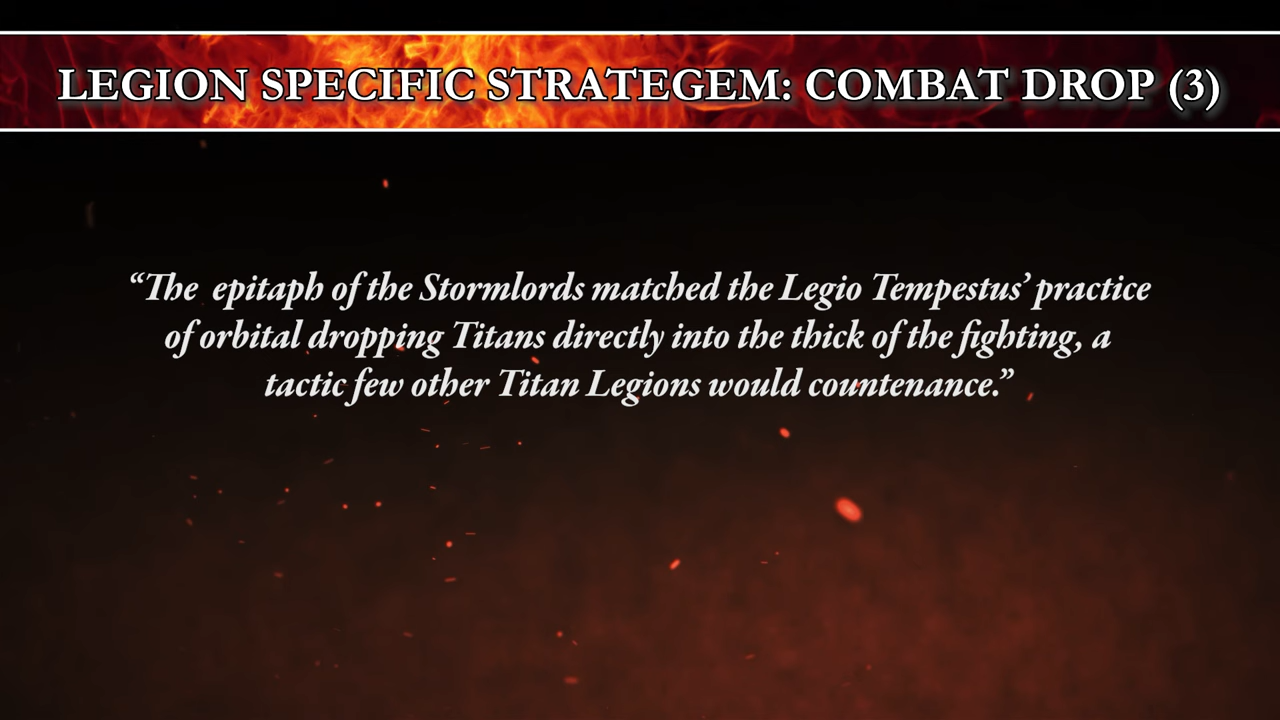 LEGION SPECIFIC STRATEGEM: COMBAT DROP (3)
“The epitaph of the Stormlords matched the Legio Tempestus’ practice
of orbital dropping Titans directly into the thick of the fighting, a
tactic few other Titan Legions would countenance.”